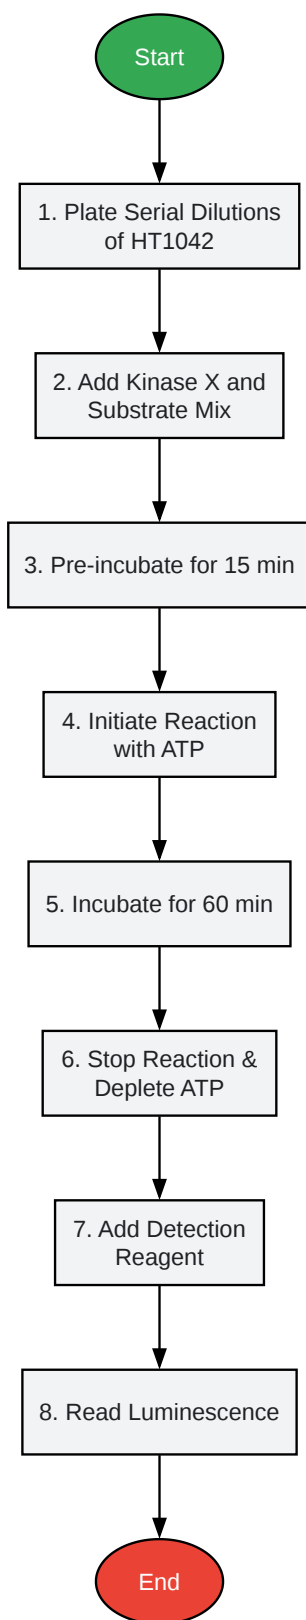 Start
1. Plate Serial Dilutions
of HT1042
2. Add Kinase X and
Substrate Mix
3. Pre-incubate for 15 min
4. Initiate Reaction
with ATP
5. Incubate for 60 min
6. Stop Reaction &
Deplete ATP
7. Add Detection
Reagent
8. Read Luminescence
End